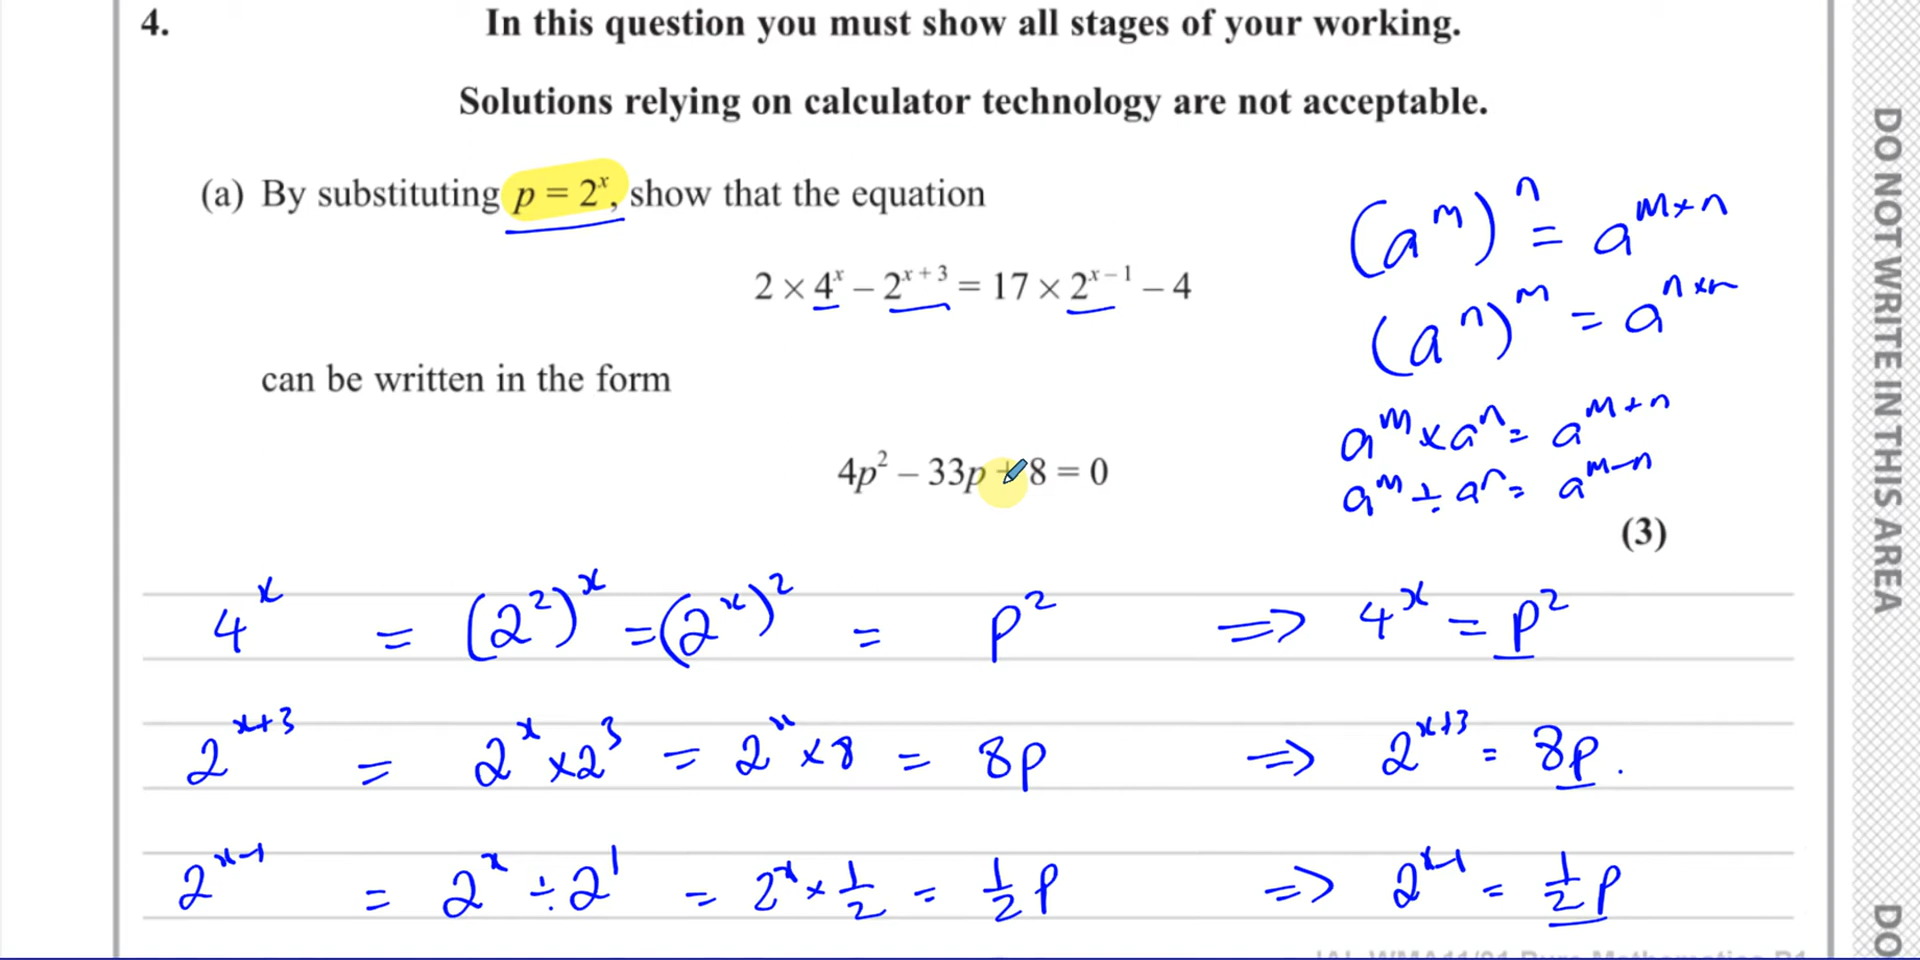 4. In this question you must show all stages of your working.
Solutions relying on calculator technology are not acceptable.
(a) By substituting p = 2^x, show that the equation
2 × 4^x − 2^(x + 3) = 17 × 2^(x − 1) − 4
can be written in the form
4p² − 33p + 8 = 0
(3)
(a^m)^n = a^(m×n)
(a^n)^m = a^(n×m)
a^m × a^n = a^(m+n)
a^m ÷ a^n = a^(m−n)
4^x = (2²)^x = (2^x)² = p² ⇒ 4^x = p²
2^(x+3) = 2^x × 2³ = 2^x × 8 = 8p ⇒ 2^(x+3) = 8p.
2^(x−1) = 2^x ÷ 2^1 = 2^x × 1/2 = 1/2 p ⇒ 2^(x−1) = 1/2 p
DO NOT WRITE IN THIS AREA
DO